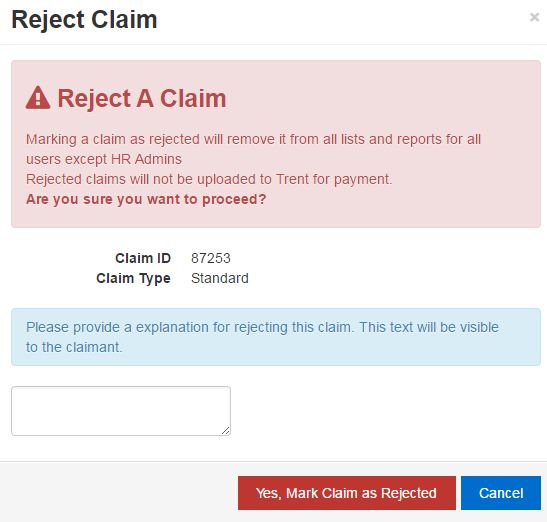 Reject Claim
×
Reject A Claim
Marking a claim as rejected will remove it from all lists and reports for all
users except HR Admins
Rejected claims will not be uploaded to Trent for payment.
Are you sure you want to proceed?
Claim ID 87253
Claim Type Standard
Please provide a explanation for rejecting this claim. This text will be visible
to the claimant.
Yes, Mark Claim as Rejected
Cancel